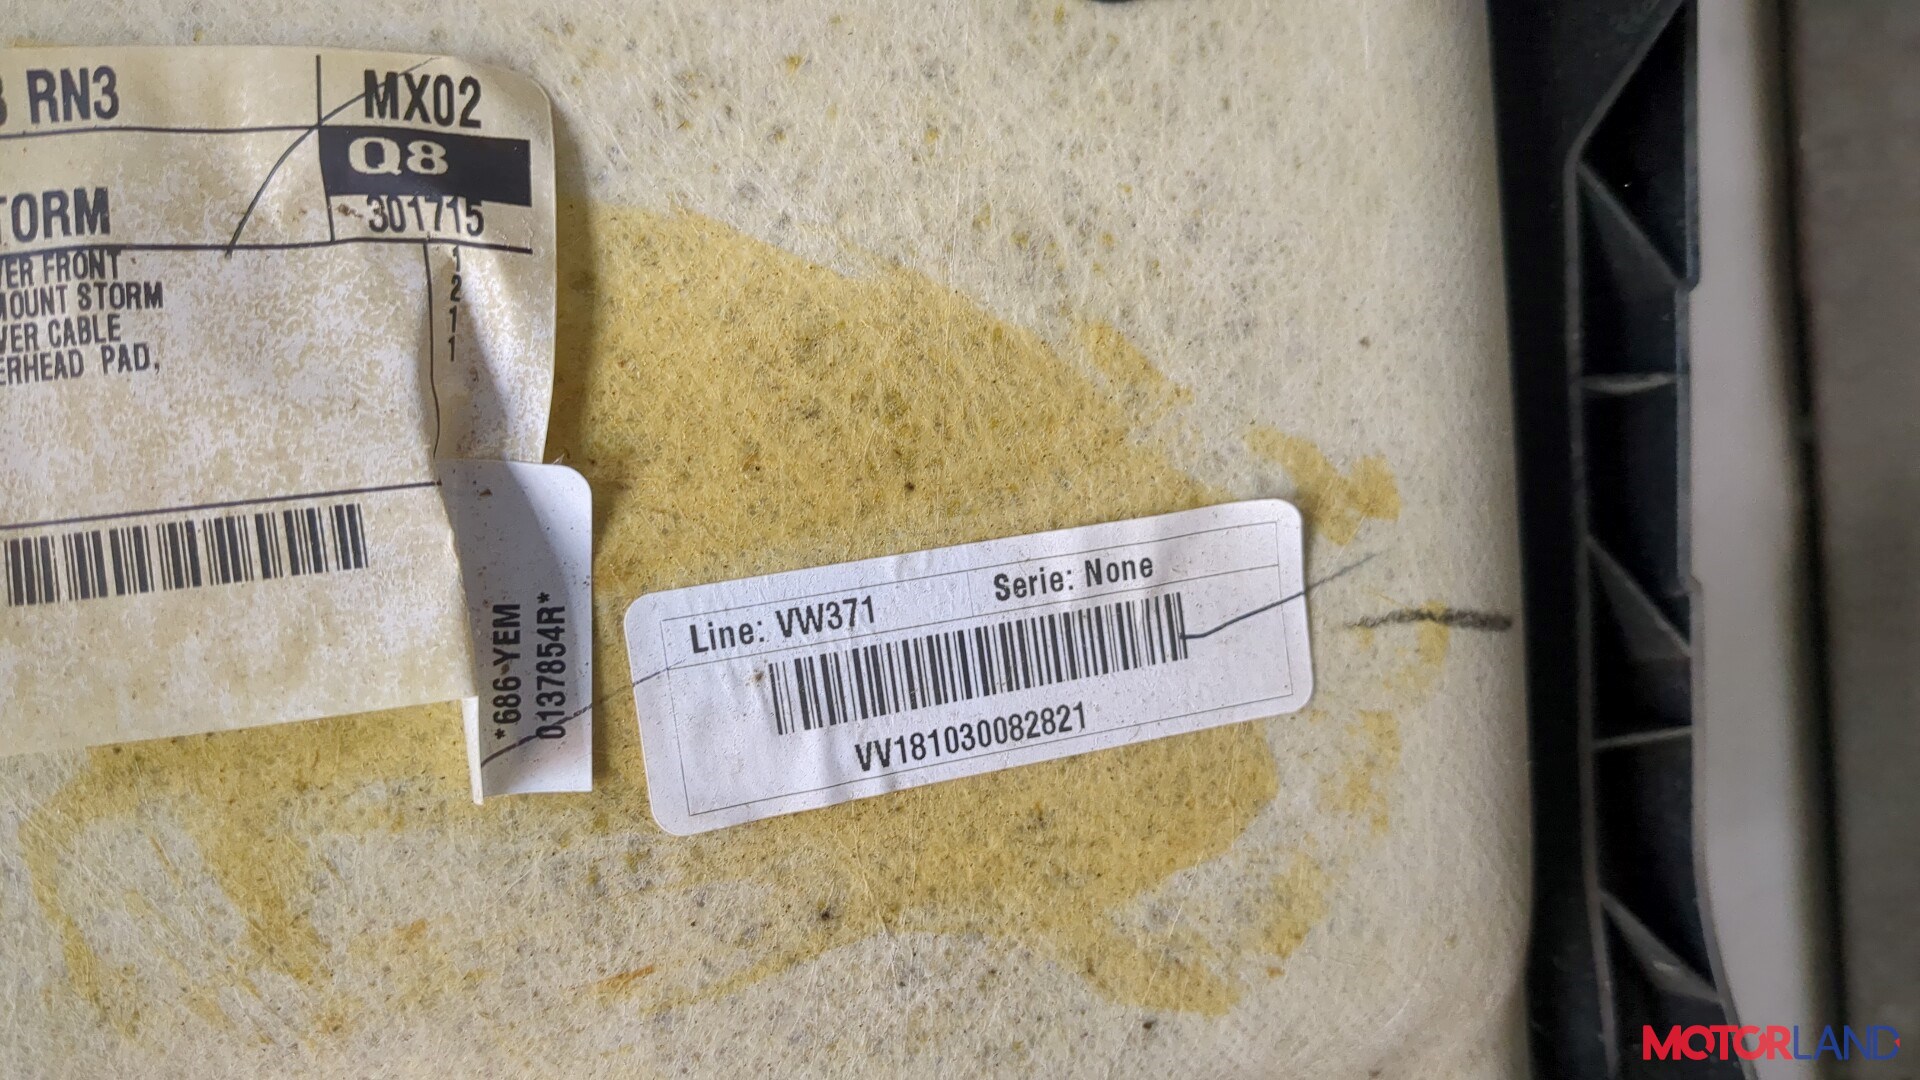 RN3
MX02
Q8
TORM
301715
VER FRONT
MOUNT STORM
VER CABLE
ERHEAD PAD,
1
2
1
1
*686-YEM
0137854R*
Line: VW371
Serie: None
VV181030082821
MOTORLAND